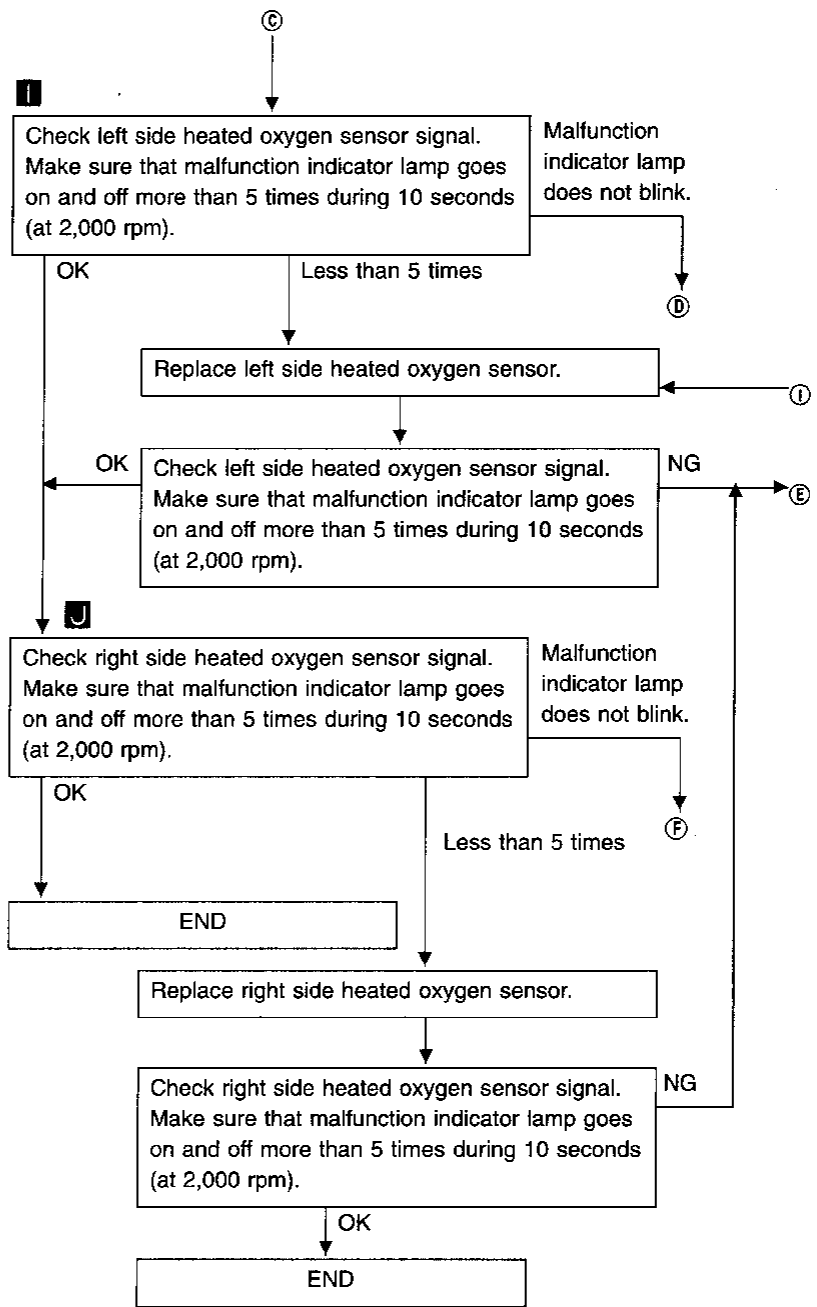 Ⓒ
I
Check left side heated oxygen sensor signal.
Make sure that malfunction indicator lamp goes
on and off more than 5 times during 10 seconds
(at 2,000 rpm).
Malfunction
indicator lamp
does not blink.
OK
Less than 5 times
Ⓓ
Replace left side heated oxygen sensor.
Ⓘ
OK
Check left side heated oxygen sensor signal.
Make sure that malfunction indicator lamp goes
on and off more than 5 times during 10 seconds
(at 2,000 rpm).
NG
Ⓔ
J
Check right side heated oxygen sensor signal.
Make sure that malfunction indicator lamp goes
on and off more than 5 times during 10 seconds
(at 2,000 rpm).
Malfunction
indicator lamp
does not blink.
OK
Ⓕ
Less than 5 times
END
Replace right side heated oxygen sensor.
Check right side heated oxygen sensor signal.
Make sure that malfunction indicator lamp goes
on and off more than 5 times during 10 seconds
(at 2,000 rpm).
NG
OK
END